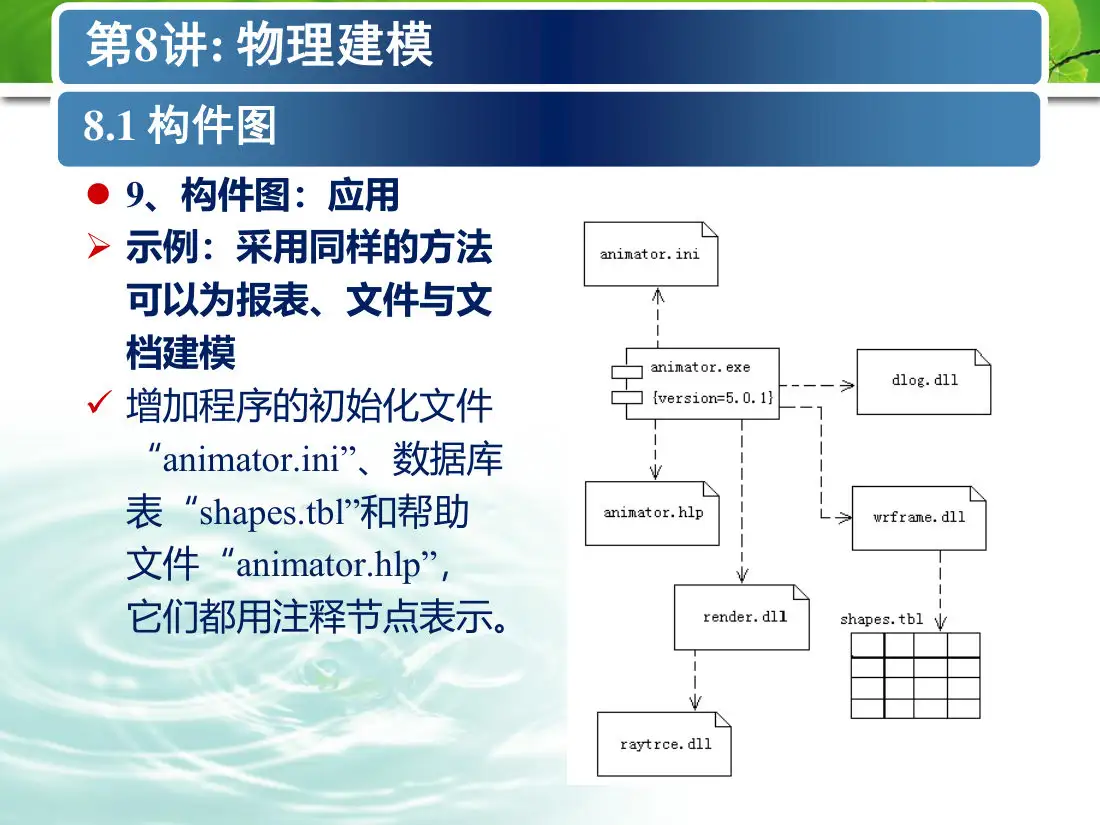 第8讲: 物理建模
8.1 构件图
9、构件图：应用
示例：采用同样的方法
可以为报表、文件与文
档建模
增加程序的初始化文件
“animator.ini”、数据库
表“shapes.tbl”和帮助
文件“animator.hlp”,
它们都用注释节点表示。
animator.ini
animator.exe
{version=5.0.1}
dlog.dll
animator.hlp
wrframe.dll
render.dll
shapes.tbl
raytrce.dll